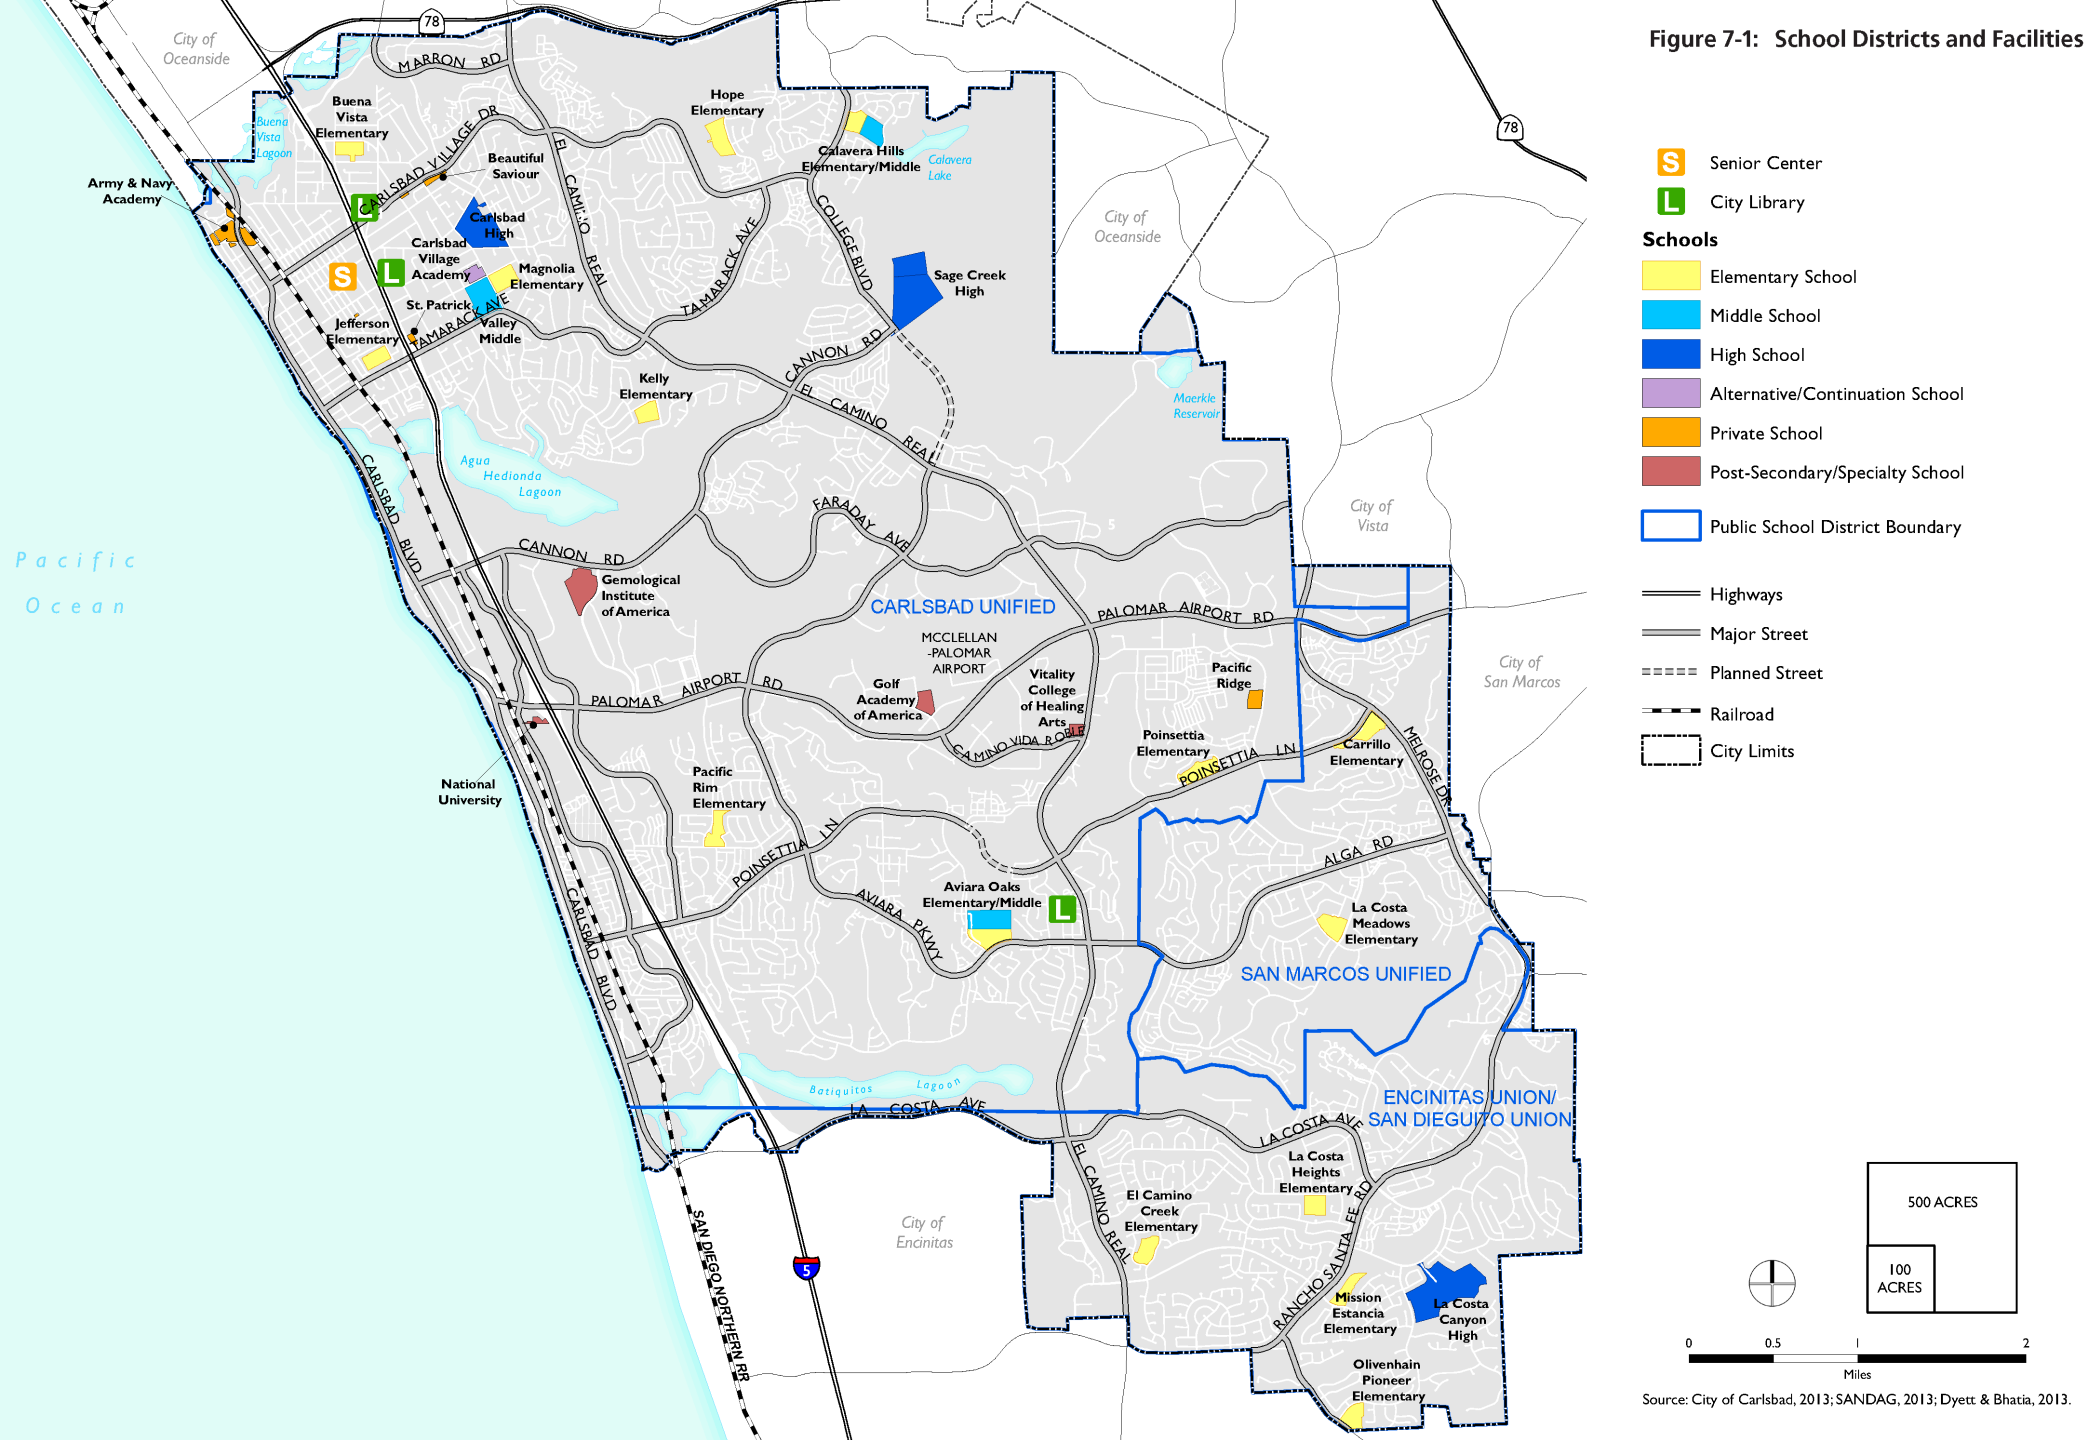 Figure 7-1: School Districts and Facilities
78
City of
Oceanside
MARRON RD
Buena
Vista
Elementary
Buena
Vista
Lagoon
Hope
Elementary
Calavera Hills
Elementary/Middle
Calavera
Lake
78
CARLSBAD VILLAGE DR
Beautiful
Saviour
Army & Navy
Academy
EL CAMINO REAL
L
Carlsbad
High
Carlsbad
Village
Academy
S
L
Magnolia
Elementary
St. Patrick
TAMARACK AVE
Valley
Middle
Jefferson
Elementary
TAMARACK AVE
COLLEGE BLVD
Sage Creek
High
City of
Oceanside
Maerkle
Reservoir
CANNON RD
EL CAMINO REAL
Kelly
Elementary
Agua
Hedionda
Lagoon
CARLSBAD BLVD
FARADAY AVE
5
City of
Vista
Pacific
Ocean
CANNON RD
Gemological
Institute
of America
CARLSBAD UNIFIED
MCCLELLAN
-PALOMAR
AIRPORT
PALOMAR AIRPORT RD
City of
San Marcos
PALOMAR AIRPORT RD
Golf
Academy
of America
Vitality
College
of Healing
Arts
CAMINO VIDA ROBLE
Pacific
Ridge
Poinsettia
Elementary
POINSETTIA LN
Carrillo
Elementary
MELROSE DR
National
University
Pacific
Rim
Elementary
POINSETTIA LN
ALGA RD
CARLSBAD BLVD
AVIARA PKWY
Aviara Oaks
Elementary/Middle
L
La Costa
Meadows
Elementary
SAN MARCOS UNIFIED
Batiquitos Lagoon
LA COSTA AVE
ENCINITAS UNION/
SAN DIEGUITO UNION
LA COSTA AVE
La Costa
Heights
Elementary
EL CAMINO REAL
El Camino
Creek
Elementary
City of
Encinitas
SAN DIEGO NORTHERN RR
5
RANCHO SANTA FE RD
Mission
Estancia
Elementary
La Costa
Canyon
High
Olivenhain
Pioneer
Elementary
S
Senior Center
L
City Library
Schools
Elementary School
Middle School
High School
Alternative/Continuation School
Private School
Post-Secondary/Specialty School
Public School District Boundary
Highways
Major Street
Planned Street
Railroad
City Limits
500 ACRES
100
ACRES
0 0.5 1 2
Miles
Source: City of Carlsbad, 2013; SANDAG, 2013; Dyett & Bhatia, 2013.